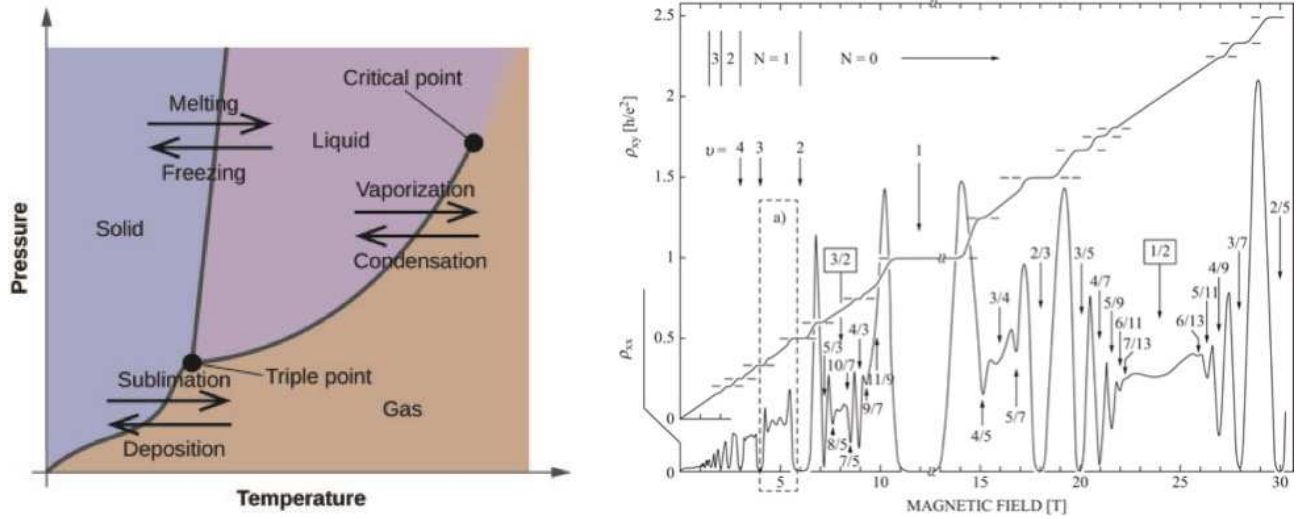 Pressure
Melting
Freezing
Solid
Liquid
Critical point
Vaporization
Condensation
Sublimation
Deposition
Triple point
Gas
Temperature
ρxy [h/e²]
ρxx
2.5
2
1.5
1
0.5
0
0
3 2 N = 1 N = 0
υ = 4 3 2 1
a)
3/2
5/3
10/7
4/3
11/9
9/7
8/5
7/5
4/5
3/4
5/7
2/3
3/5
4/7
5/9
6/11
7/13
1/2
6/13
5/11
4/9
3/7
2/5
0 5 10 15 20 25 30
MAGNETIC FIELD [T]